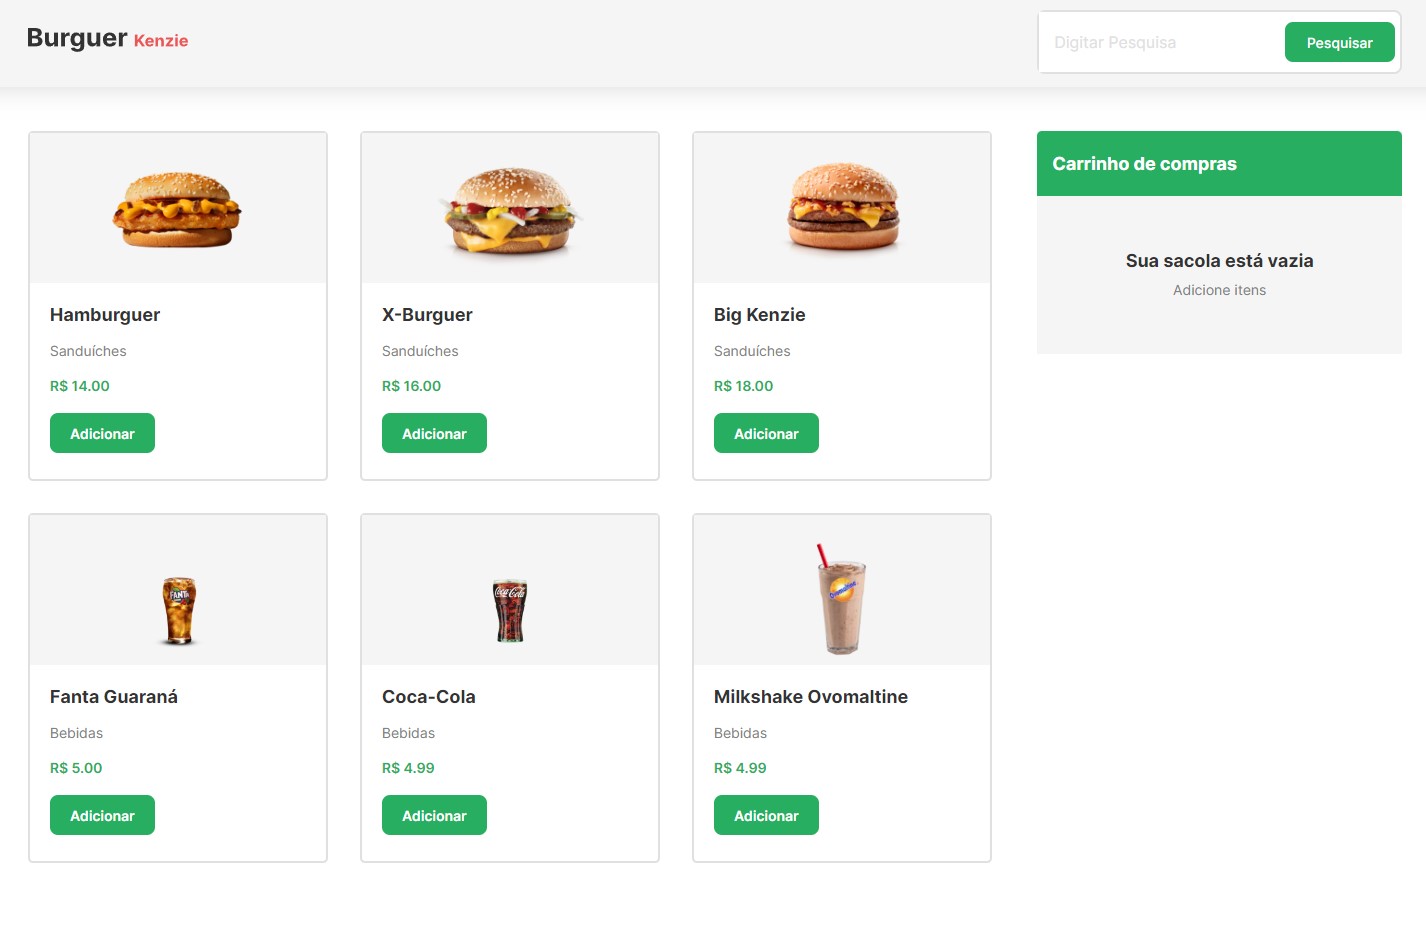 Burguer Kenzie
Digitar Pesquisa
Pesquisar
Hamburguer
Sanduíches
R$ 14.00
Adicionar
X-Burguer
Sanduíches
R$ 16.00
Adicionar
Big Kenzie
Sanduíches
R$ 18.00
Adicionar
Carrinho de compras
Sua sacola está vazia
Adicione itens
FANTA
Fanta Guaraná
Bebidas
R$ 5.00
Adicionar
Coca-Cola
Coca-Cola
Bebidas
R$ 4.99
Adicionar
Ovomaltine
Milkshake Ovomaltine
Bebidas
R$ 4.99
Adicionar